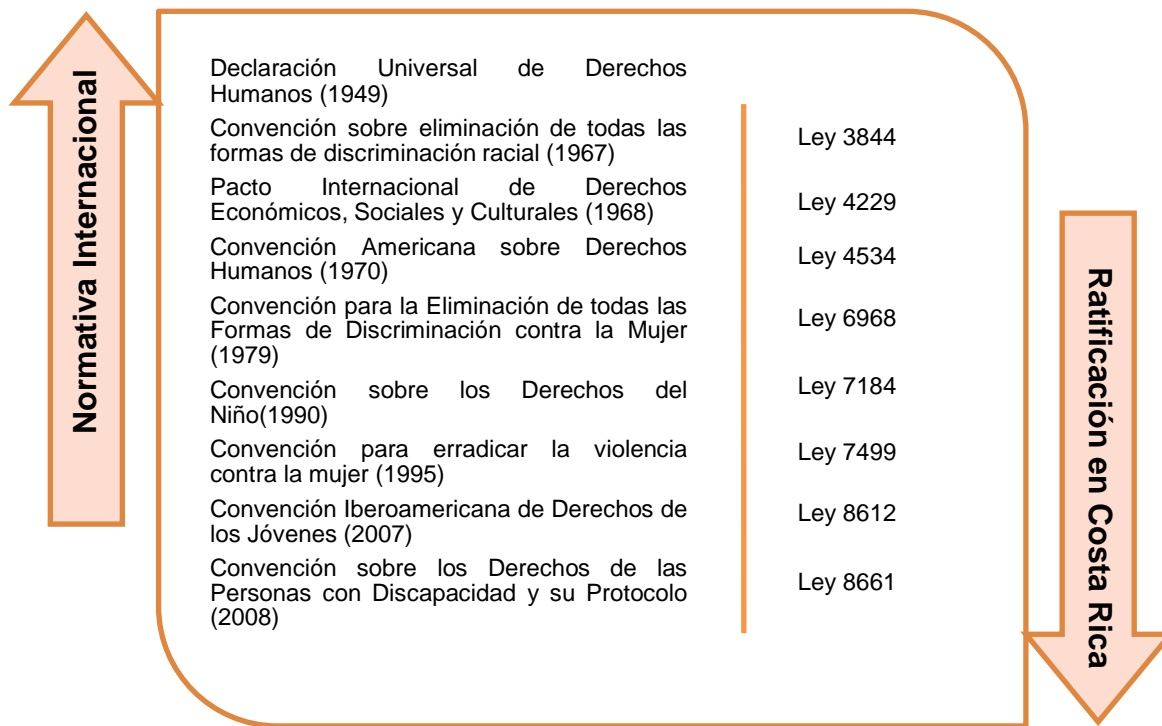 Normativa Internacional
Declaración Universal de Derechos
Humanos (1949)
Convención sobre eliminación de todas las
formas de discriminación racial (1967)
Ley 3844
Pacto Internacional de Derechos
Económicos, Sociales y Culturales (1968)
Ley 4229
Convención Americana sobre Derechos
Humanos (1970)
Ley 4534
Convención para la Eliminación de todas las
Formas de Discriminación contra la Mujer
(1979)
Ley 6968
Convención sobre los Derechos del
Niño(1990)
Ley 7184
Convención para erradicar la violencia
contra la mujer (1995)
Ley 7499
Convención Iberoamericana de Derechos de
los Jóvenes (2007)
Ley 8612
Convención sobre los Derechos de las
Personas con Discapacidad y su Protocolo
(2008)
Ley 8661
Ratificación en Costa Rica